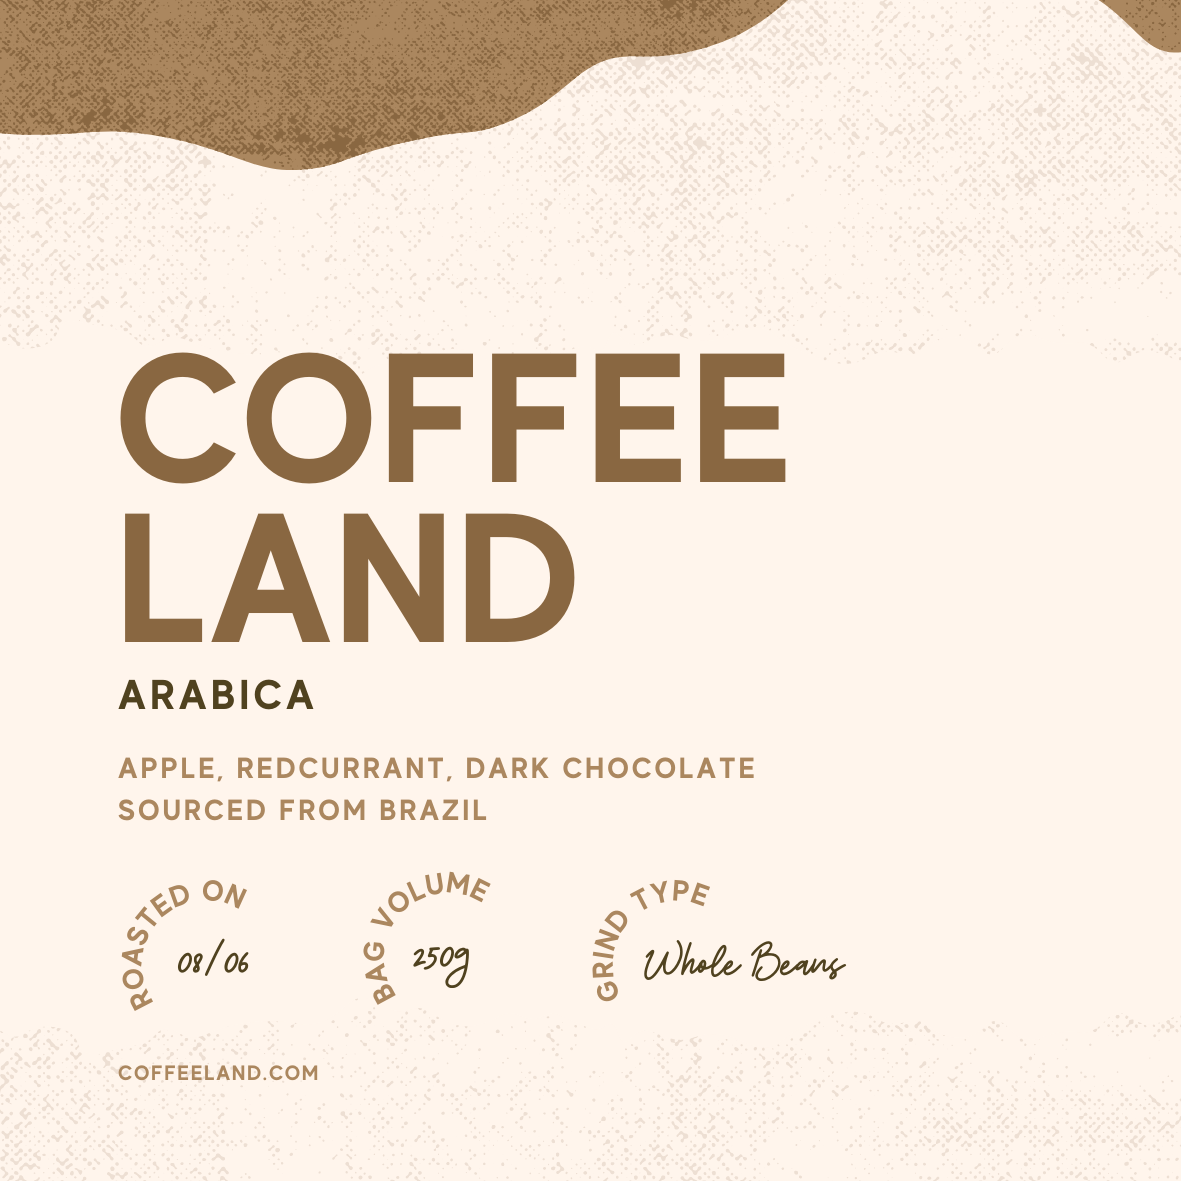 COFFEE
LAND
ARABICA
APPLE, REDCURRANT, DARK CHOCOLATE
SOURCED FROM BRAZIL
ROASTED ON
08/06
BAG VOLUME
250g
GRIND TYPE
Whole Beans
COFFEELAND.COM